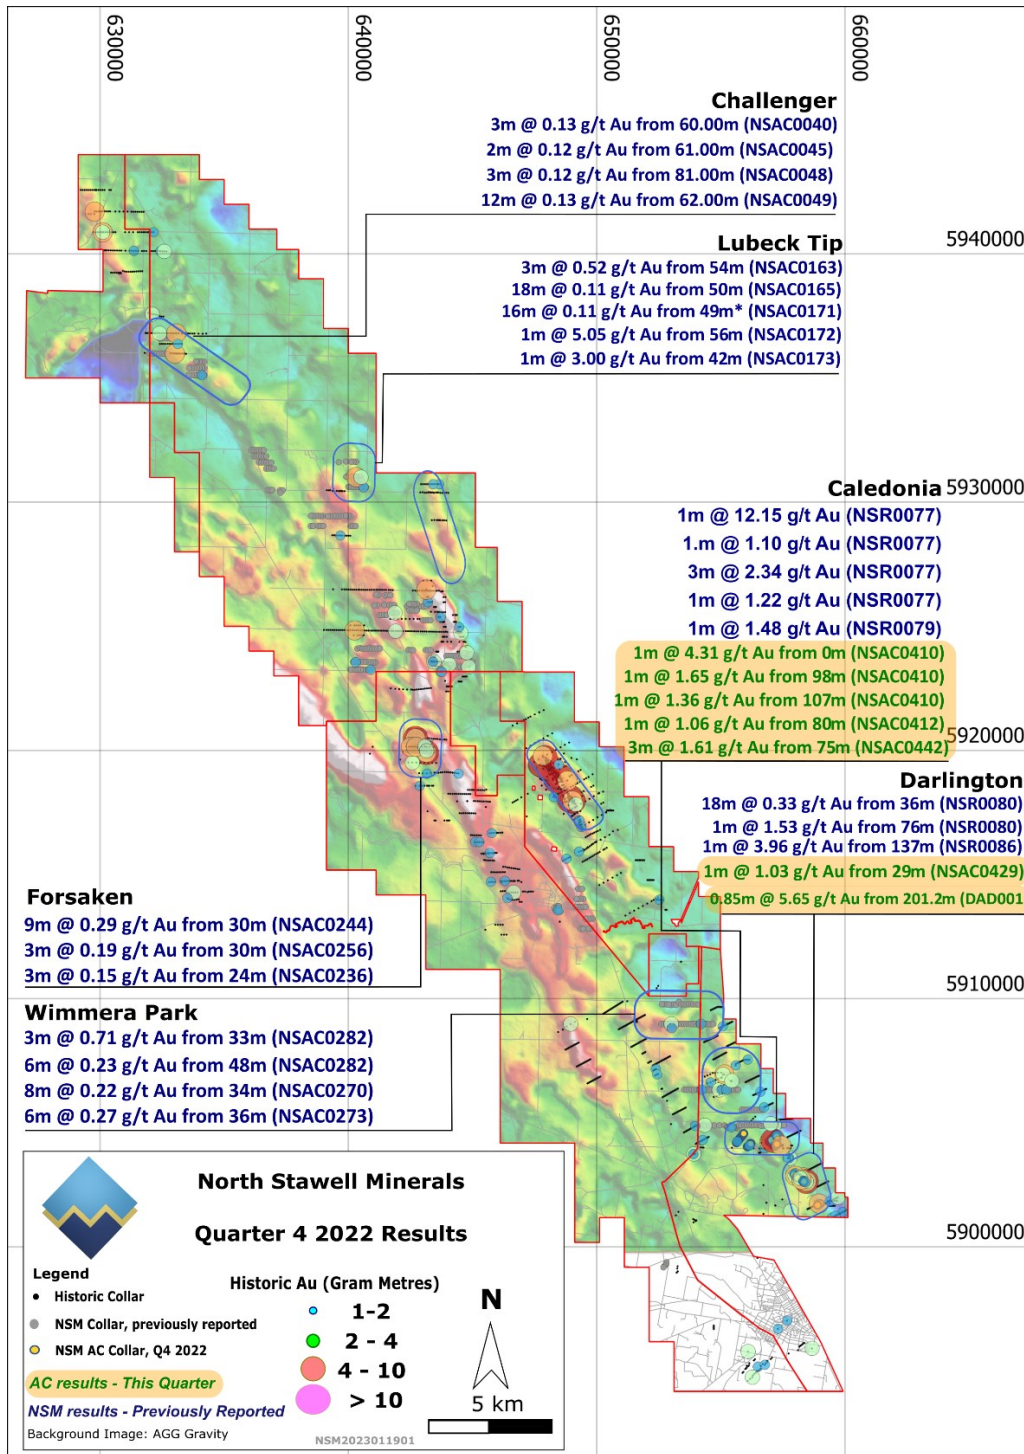 630000
640000
650000
660000
Challenger
3m @ 0.13 g/t Au from 60.00m (NSAC0040)
2m @ 0.12 g/t Au from 61.00m (NSAC0045)
3m @ 0.12 g/t Au from 81.00m (NSAC0048)
12m @ 0.13 g/t Au from 62.00m (NSAC0049)
Lubeck Tip
5940000
3m @ 0.52 g/t Au from 54m (NSAC0163)
18m @ 0.11 g/t Au from 50m (NSAC0165)
16m @ 0.11 g/t Au from 49m* (NSAC0171)
1m @ 5.05 g/t Au from 56m (NSAC0172)
1m @ 3.00 g/t Au from 42m (NSAC0173)
Caledonia
5930000
1m @ 12.15 g/t Au (NSR0077)
1.m @ 1.10 g/t Au (NSR0077)
3m @ 2.34 g/t Au (NSR0077)
1m @ 1.22 g/t Au (NSR0077)
1m @ 1.48 g/t Au (NSR0079)
1m @ 4.31 g/t Au from 0m (NSAC0410)
1m @ 1.65 g/t Au from 98m (NSAC0410)
1m @ 1.36 g/t Au from 107m (NSAC0410)
1m @ 1.06 g/t Au from 80m (NSAC0412)
3m @ 1.61 g/t Au from 75m (NSAC0442)
5920000
Darlington
18m @ 0.33 g/t Au from 36m (NSR0080)
1m @ 1.53 g/t Au from 76m (NSR0080)
1m @ 3.96 g/t Au from 137m (NSR0086)
1m @ 1.03 g/t Au from 29m (NSAC0429)
0.85m @ 5.65 g/t Au from 201.2m (DAD001
Forsaken
9m @ 0.29 g/t Au from 30m (NSAC0244)
3m @ 0.19 g/t Au from 30m (NSAC0256)
3m @ 0.15 g/t Au from 24m (NSAC0236)
5910000
Wimmera Park
3m @ 0.71 g/t Au from 33m (NSAC0282)
6m @ 0.23 g/t Au from 48m (NSAC0282)
8m @ 0.22 g/t Au from 34m (NSAC0270)
6m @ 0.27 g/t Au from 36m (NSAC0273)
5900000
North Stawell Minerals
Quarter 4 2022 Results
Legend
Historic Collar
NSM Collar, previously reported
NSM AC Collar, Q4 2022
AC results - This Quarter
NSM results - Previously Reported
Background Image: AGG Gravity
Historic Au (Gram Metres)
1-2
2 - 4
4 - 10
> 10
N
5 km
NSM2023011901